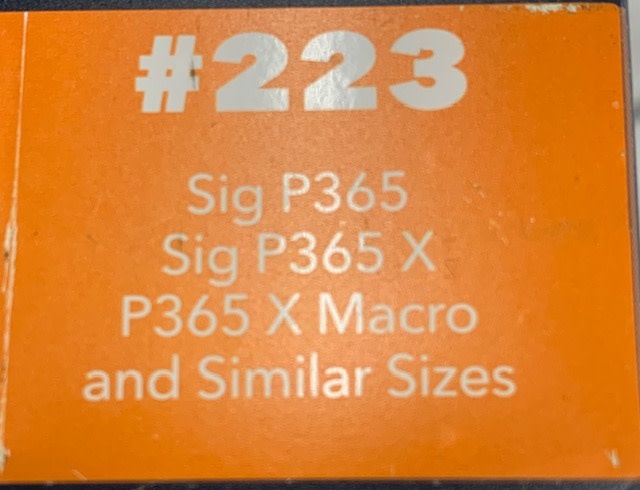 #223
Sig P365
Sig P365 X
P365 X Macro
and Similar Sizes